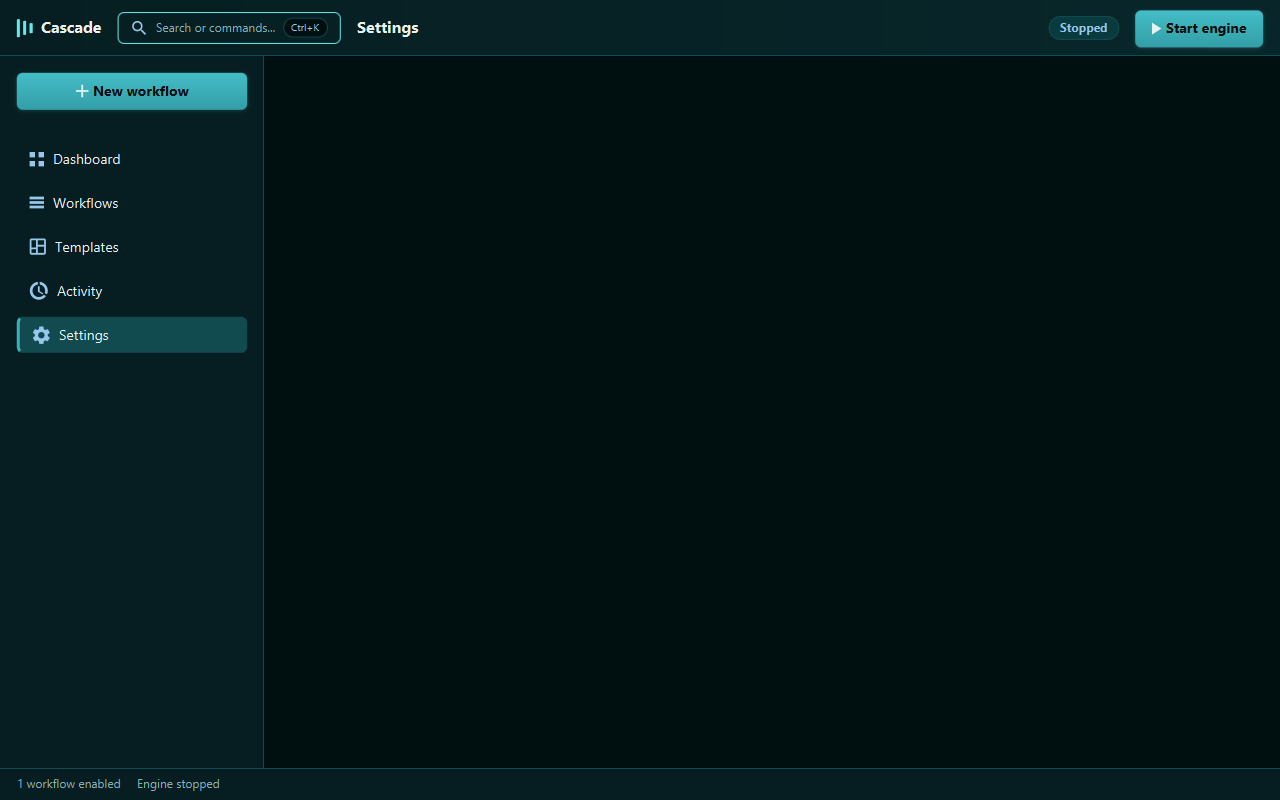 Cascade
Search or commands...
Ctrl+K
Settings
Stopped
Start engine
New workflow
Dashboard
Workflows
Templates
Activity
Settings
1 workflow enabled
Engine stopped